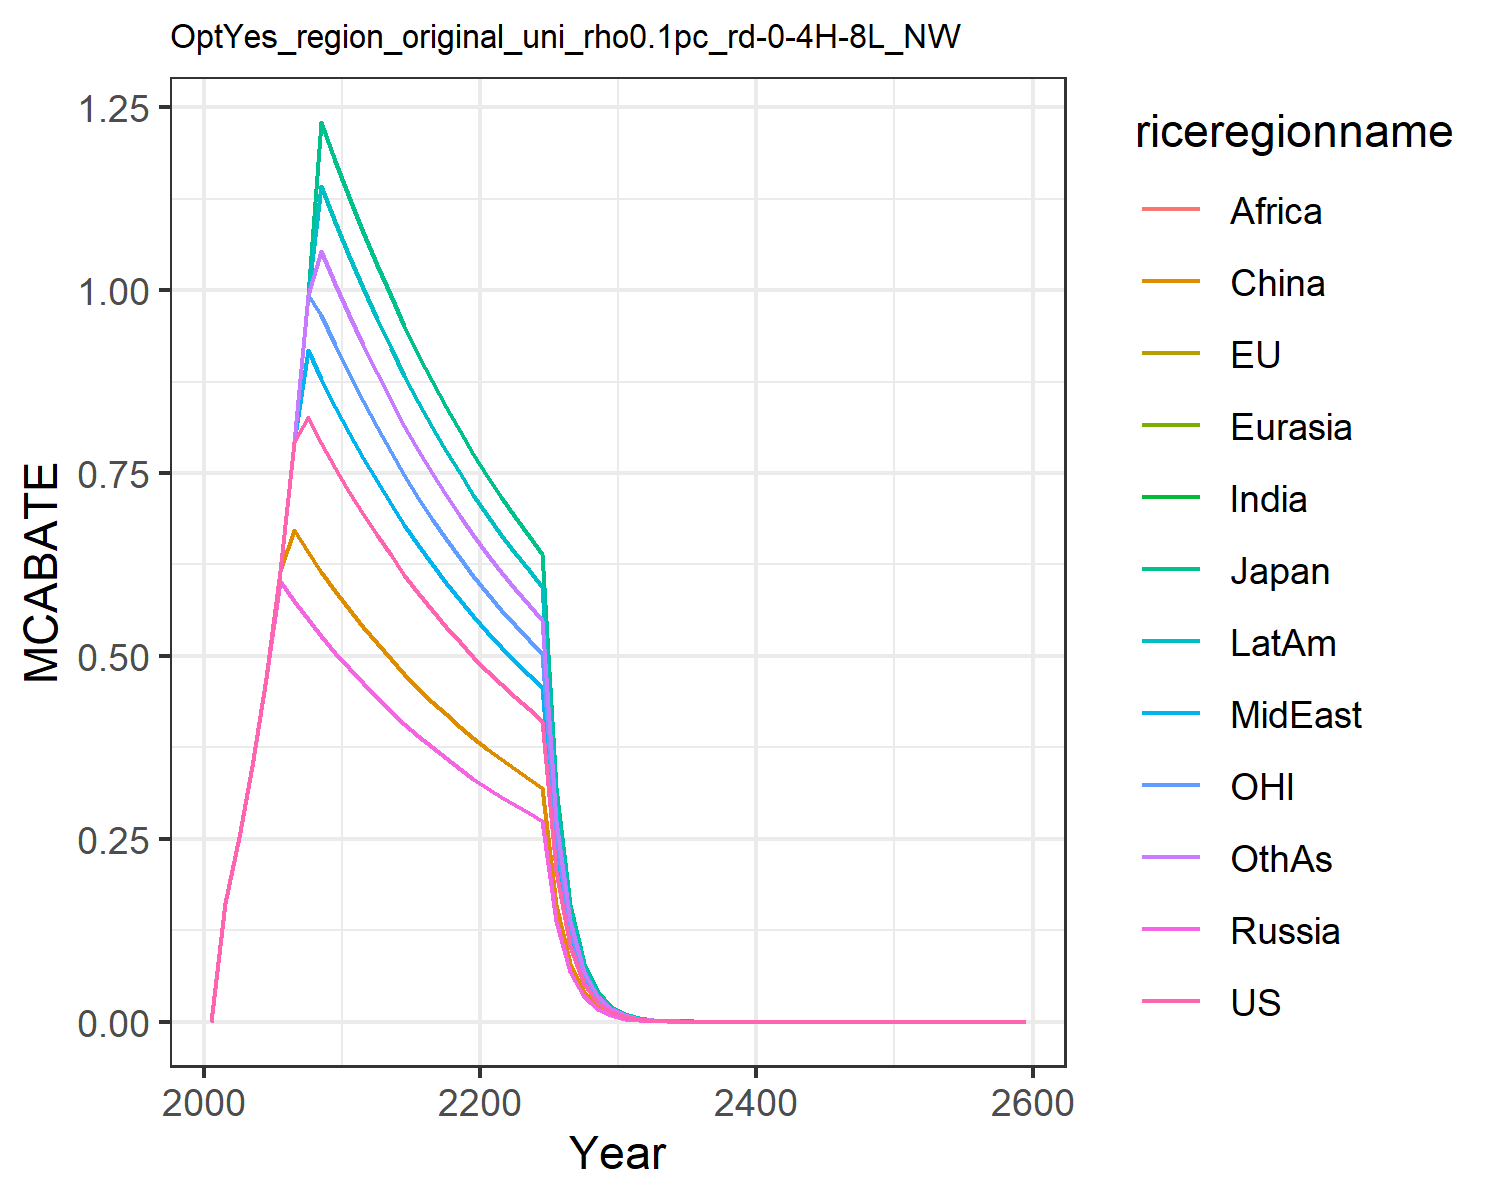 OptYes_region_original_uni_rho0.1pc_rd-0-4H-8L_NW
1.25
1.00
0.75
0.50
0.25
0.00
MCABATE
2000
2200
2400
2600
Year
riceregionname
Africa
China
EU
Eurasia
India
Japan
LatAm
MidEast
OHI
OthAs
Russia
US